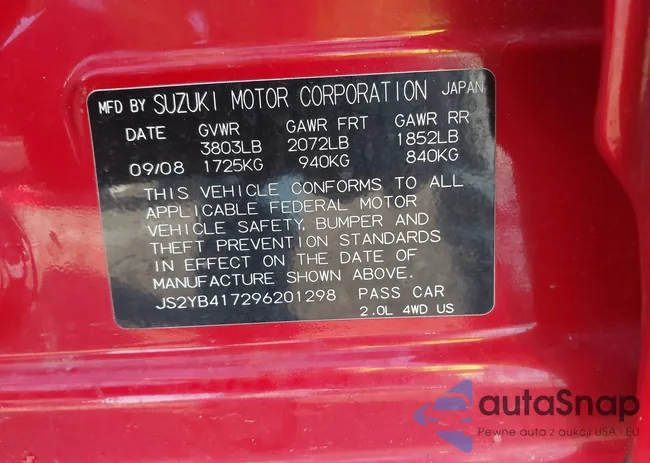 MFD BY SUZUKI MOTOR CORPORATION JAPAN
DATE GVWR GAWR FRT GAWR RR
3803LB 2072LB 1852LB
09/08 1725KG 940KG 840KG
THIS VEHICLE CONFORMS TO ALL
APPLICABLE FEDERAL MOTOR
VEHICLE SAFETY, BUMPER AND
THEFT PREVENTION STANDARDS
IN EFFECT ON THE DATE OF
MANUFACTURE SHOWN ABOVE.
JS2YB417296201298 PASS CAR
2.0L 4WD US
autoSnap
Pewne auta z aukcji USA - EU